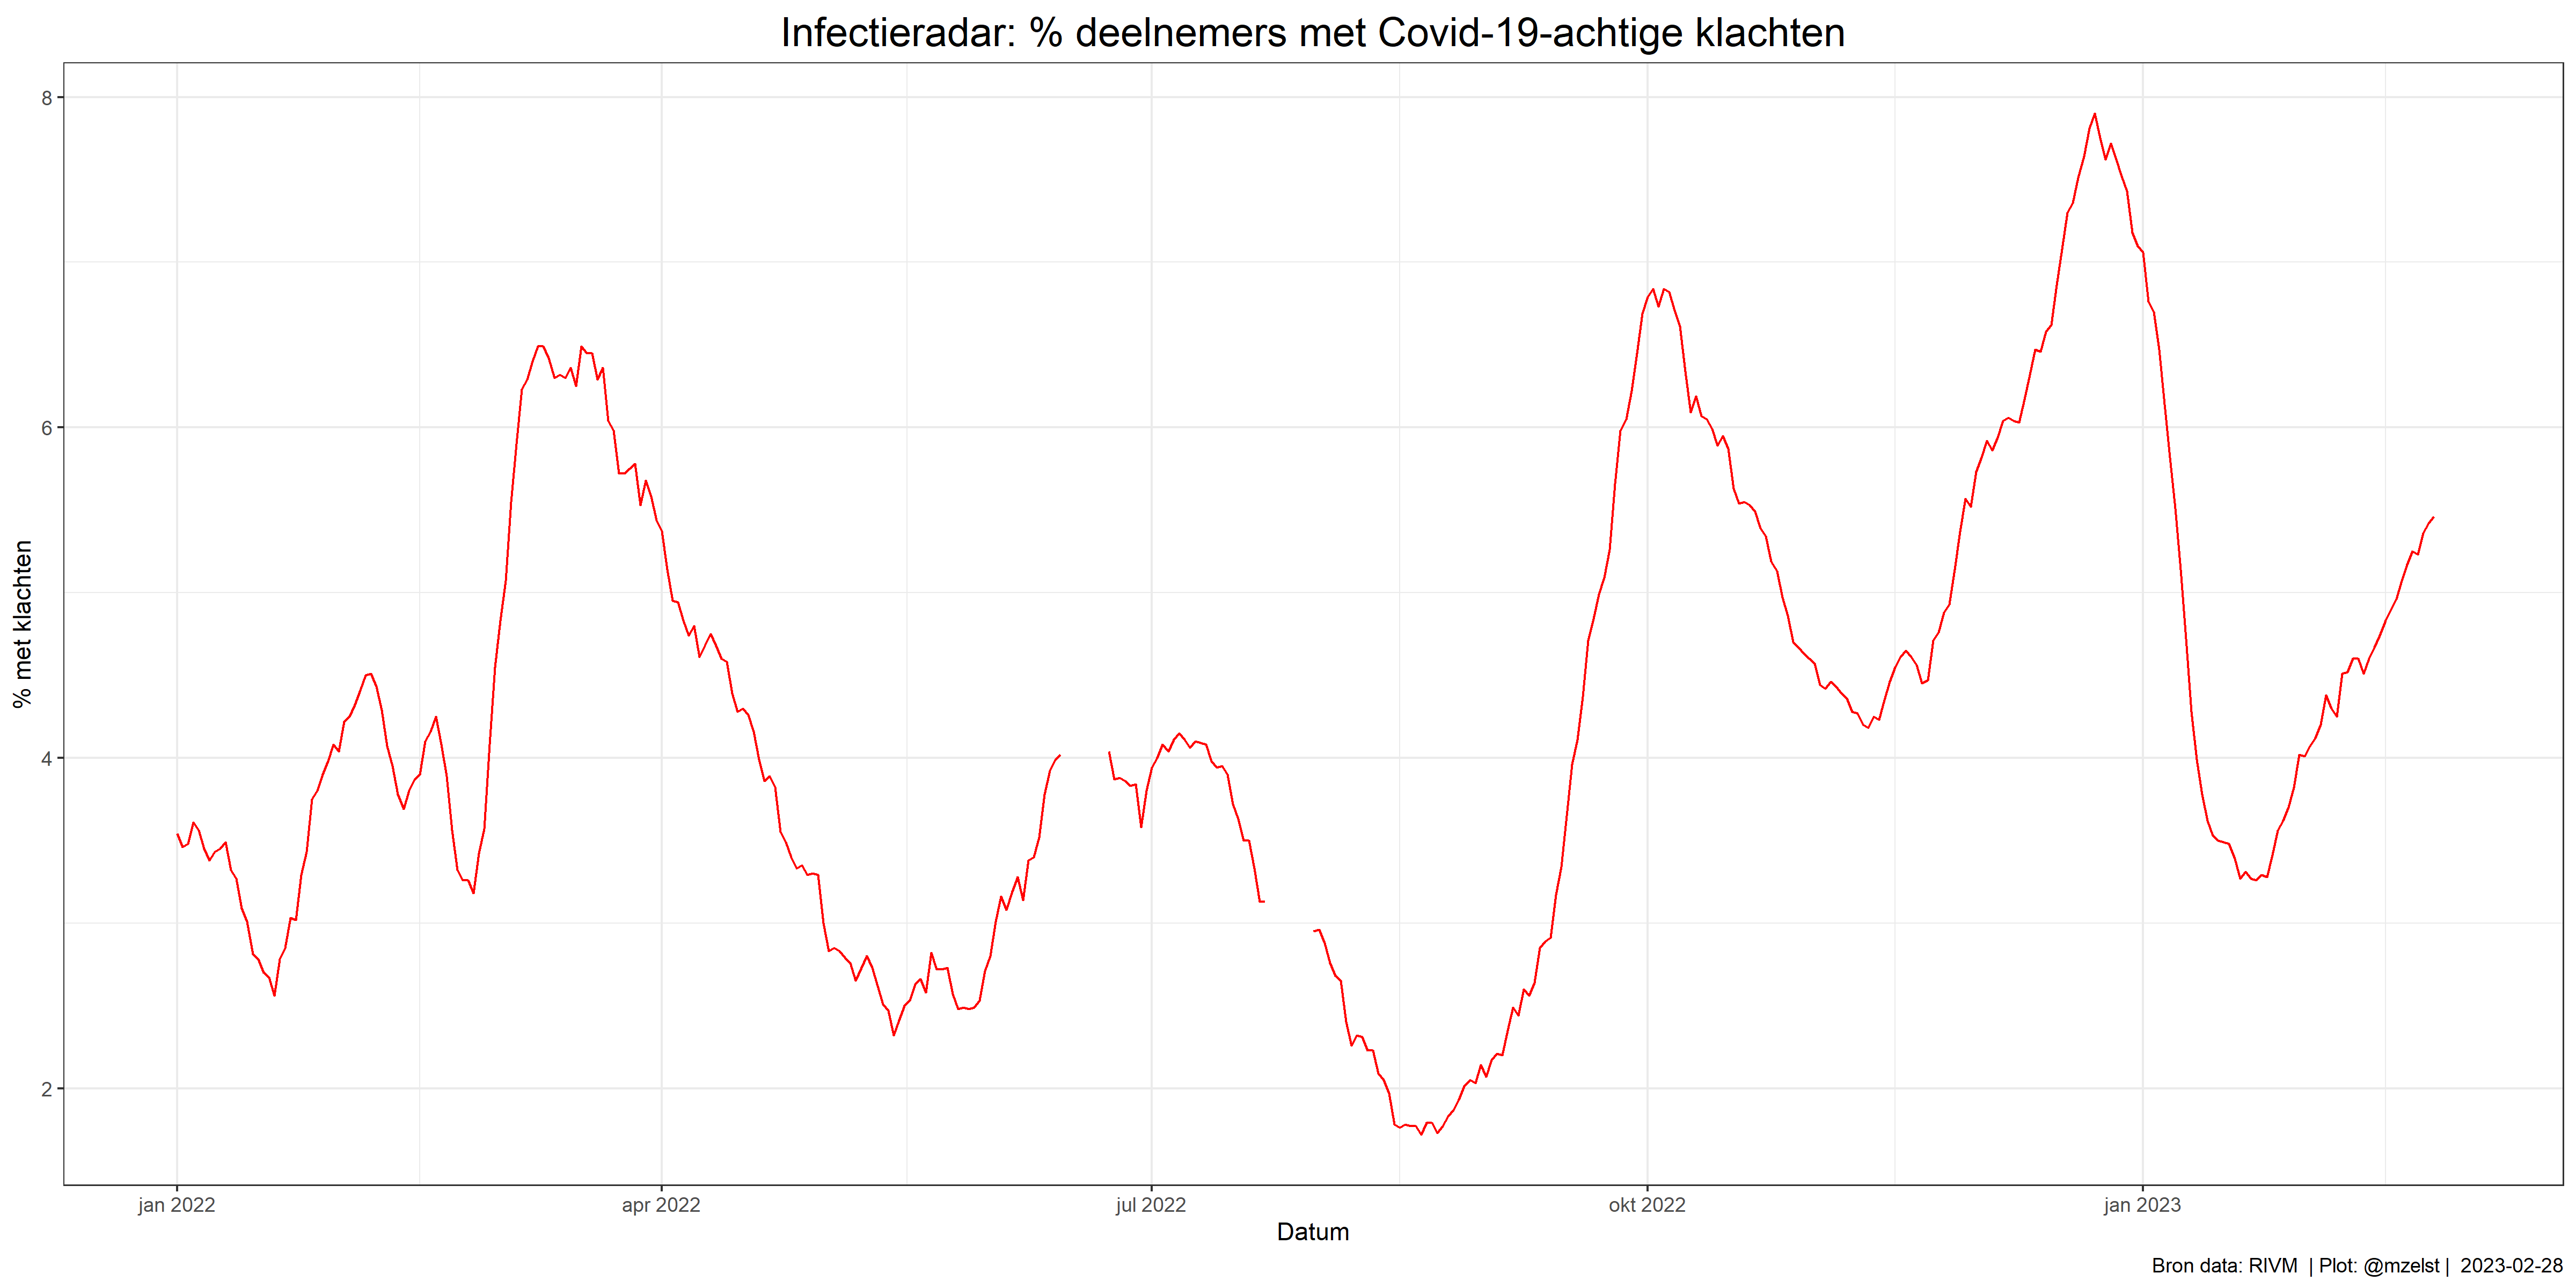 Infectieradar: % deelnemers met Covid-19-achtige klachten
% met klachten
8
6
4
2
jan 2022 apr 2022 jul 2022 okt 2022 jan 2023
Datum
Bron data: RIVM | Plot: @mzelst | 2023-02-28